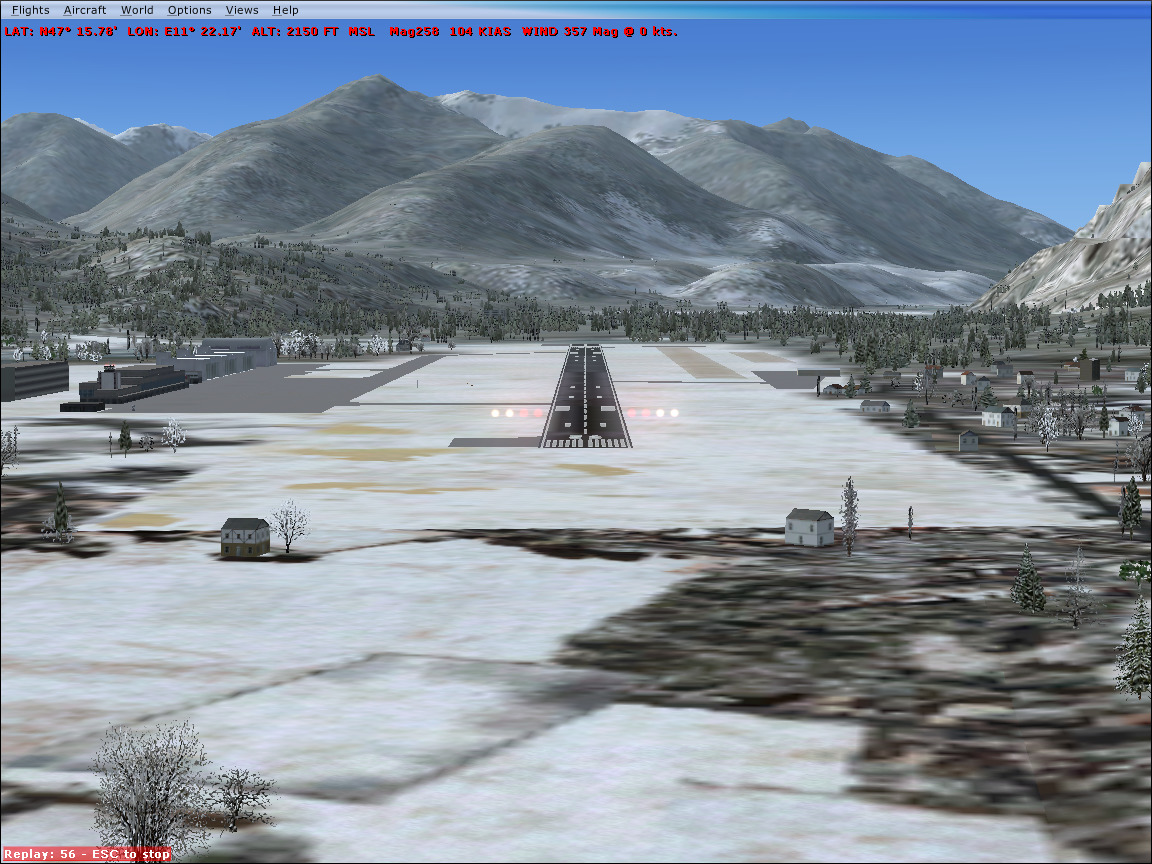 Flights Aircraft World Options Views Help
LAT: N47° 15.78' LON: E11° 22.17' ALT: 2150 FT MSL Mag258 104 KIAS WIND 357 Mag @ 0 kts.
Replay: 56 - ESC to stop